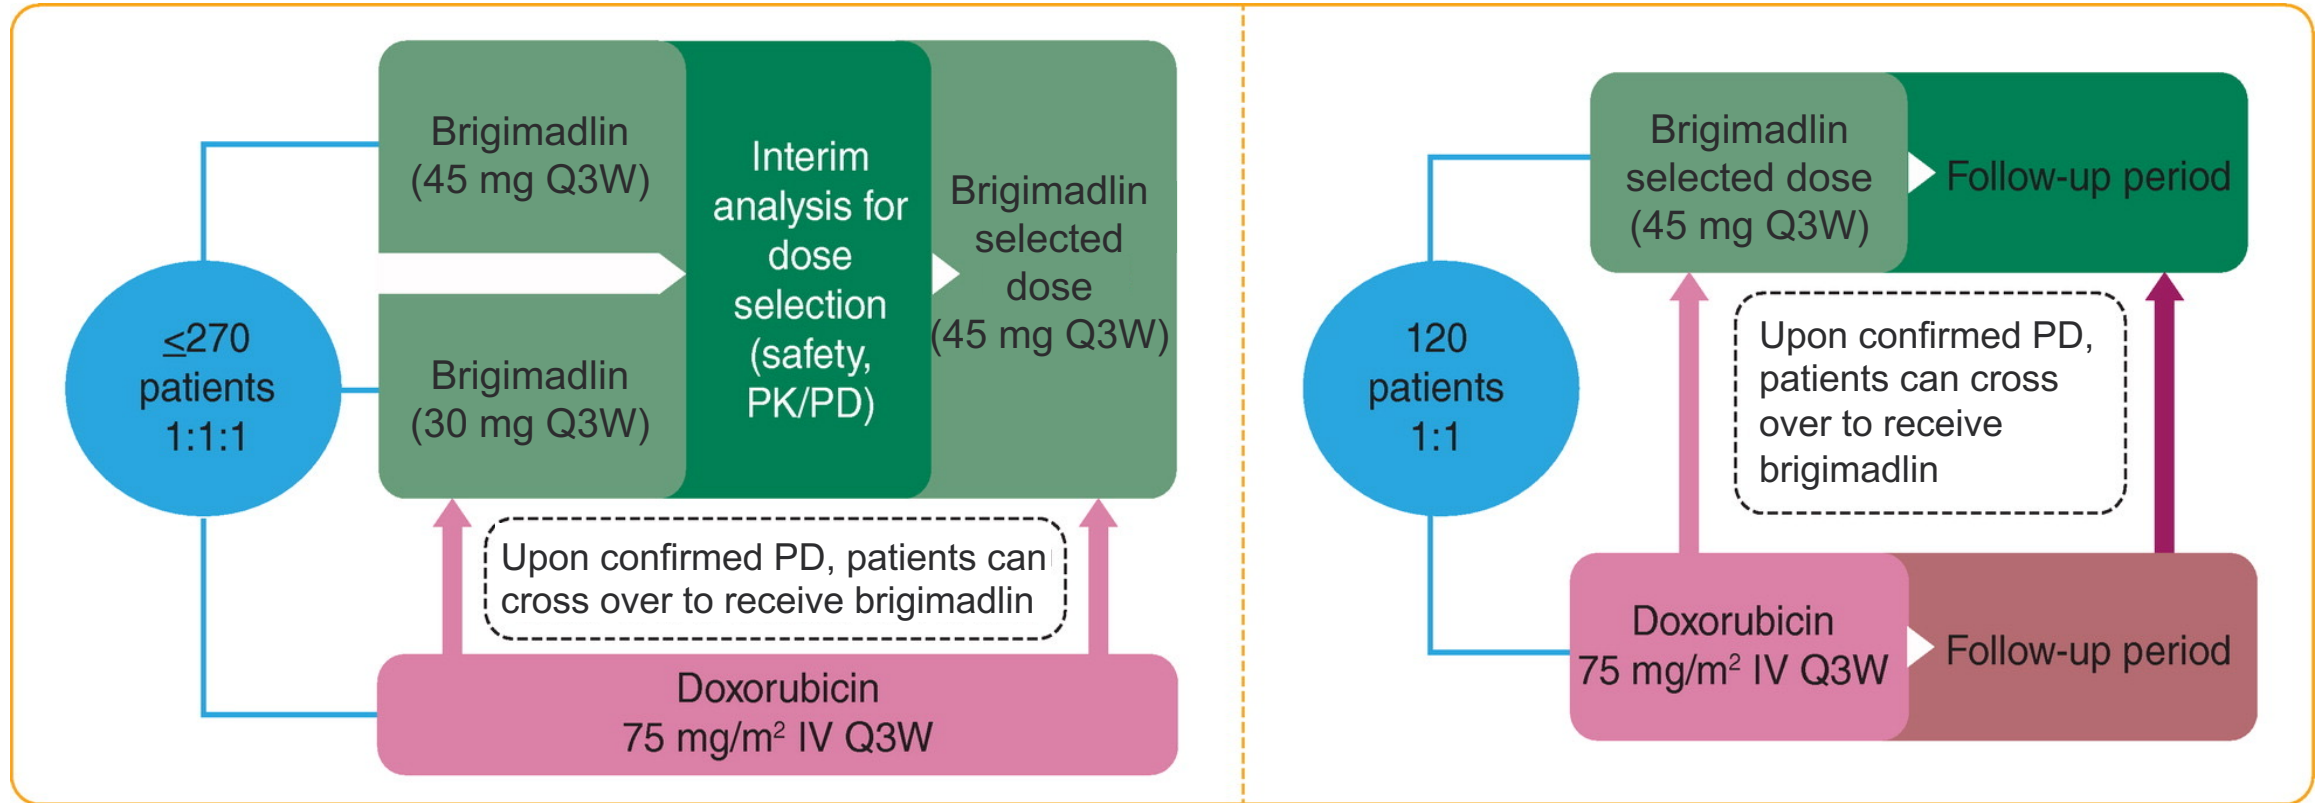 ≤270
patients
1:1:1
Brigimadlin
(45 mg Q3W)
Brigimadlin
(30 mg Q3W)
Interim
analysis for
dose
selection
(safety,
PK/PD)
Brigimadlin
selected
dose
(45 mg Q3W)
Upon confirmed PD, patients can
cross over to receive brigimadlin
Doxorubicin
75 mg/m² IV Q3W
120
patients
1:1
Brigimadlin
selected dose
(45 mg Q3W)
Follow-up period
Upon confirmed PD,
patients can cross
over to receive
brigimadlin
Doxorubicin
75 mg/m² IV Q3W
Follow-up period